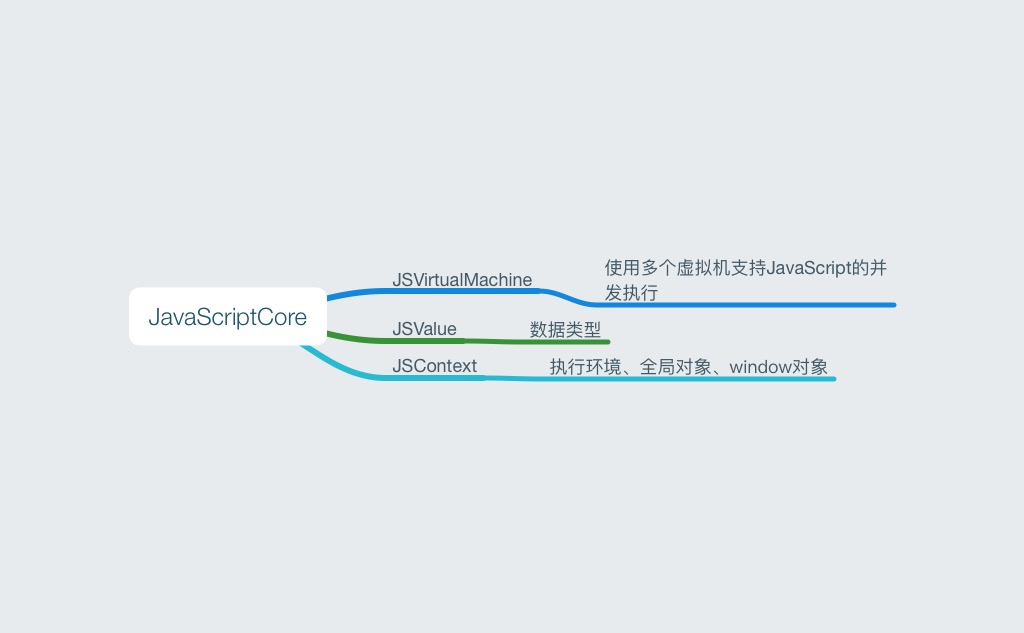 JavaScriptCore
JSVirtualMachine
使用多个虚拟机支持JavaScript的并
发执行
JSValue
数据类型
JSContext
执行环境、全局对象、window对象